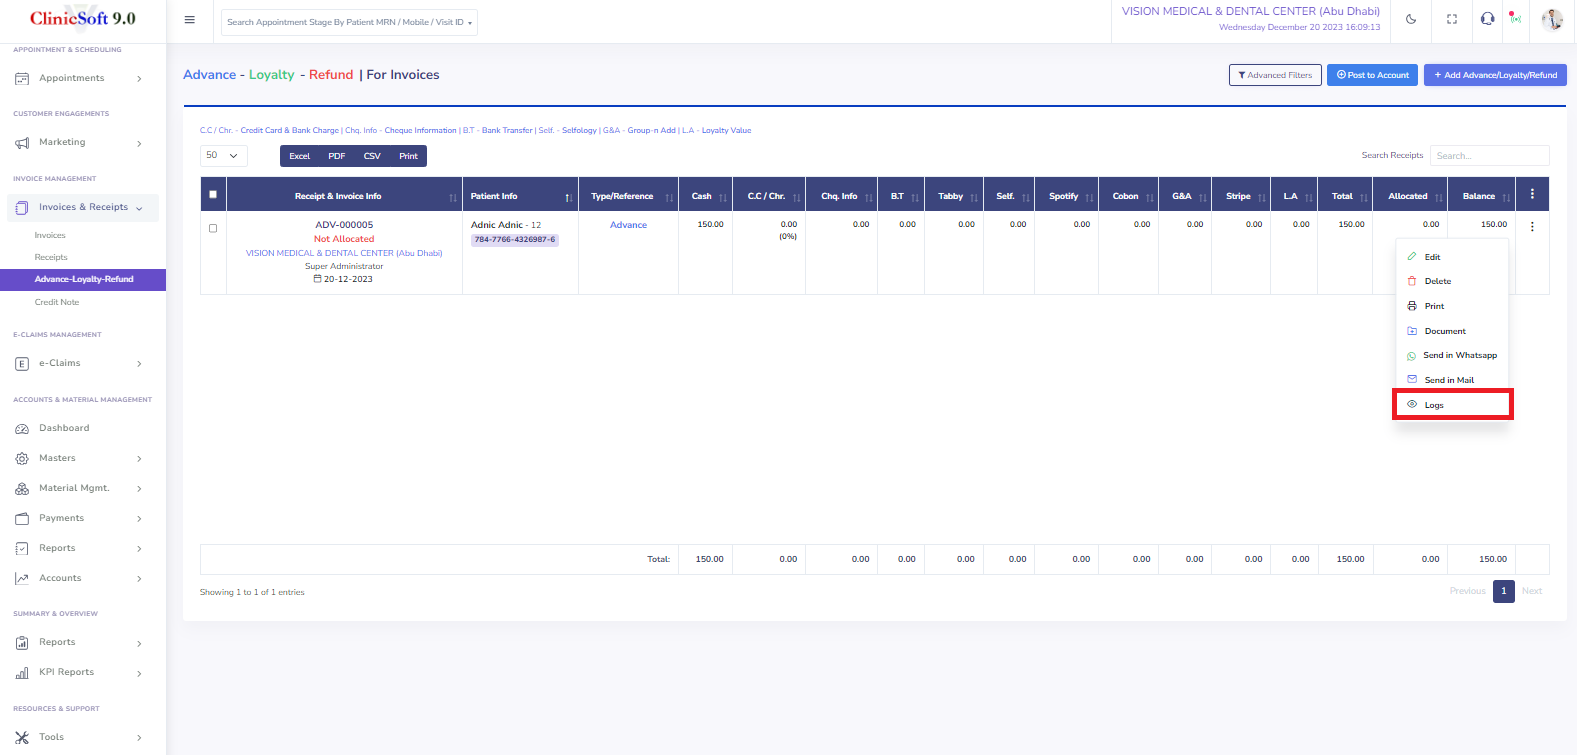 ClinicSoft 9.0
Search Appointment Stage By Patient MRN / Mobile / Visit ID
VISION MEDICAL & DENTAL CENTER (Abu Dhabi)
Wednesday December 20 2023 16:09:13
APPOINTMENT & SCHEDULING
Appointments
CUSTOMER ENGAGEMENTS
Marketing
INVOICE MANAGEMENT
Invoices & Receipts
Invoices
Receipts
Advance-Loyalty-Refund
Credit Note
E-CLAIMS MANAGEMENT
E e-Claims
ACCOUNTS & MATERIAL MANAGEMENT
Dashboard
Masters
Material Mgmt.
Payments
Reports
Accounts
SUMMARY & OVERVIEW
Reports
KPI Reports
RESOURCES & SUPPORT
Tools
Advance - Loyalty - Refund | For Invoices
Advanced Filters
Post to Account
+ Add Advance/Loyalty/Refund
C.C / Chr. - Credit Card & Bank Charge | Chq. Info - Cheque Information | B.T - Bank Transfer | Self. - Selfology | G&A - Group-n Add | L.A - Loyalty Value
50
Excel PDF CSV Print
Search Receipts Search...
Receipt & Invoice Info Patient Info Type/Reference Cash C.C / Chr. Chq. Info B.T Tabby Self. Spotify Cobon G&A Stripe L.A Total Allocated Balance
ADV-000005 Adnic Adnic - 12 Advance 150.00 0.00 0.00 0.00 0.00 0.00 0.00 0.00 0.00 0.00 0.00 150.00 0.00 150.00
Not Allocated 784-7766-4326987-6 (0%)
VISION MEDICAL & DENTAL CENTER (Abu Dhabi)
Super Administrator
20-12-2023
Edit
Delete
Print
Document
Send in Whatsapp
Send in Mail
Logs
Total: 150.00 0.00 0.00 0.00 0.00 0.00 0.00 0.00 0.00 0.00 0.00 150.00 0.00 150.00
Showing 1 to 1 of 1 entries
Previous 1 Next